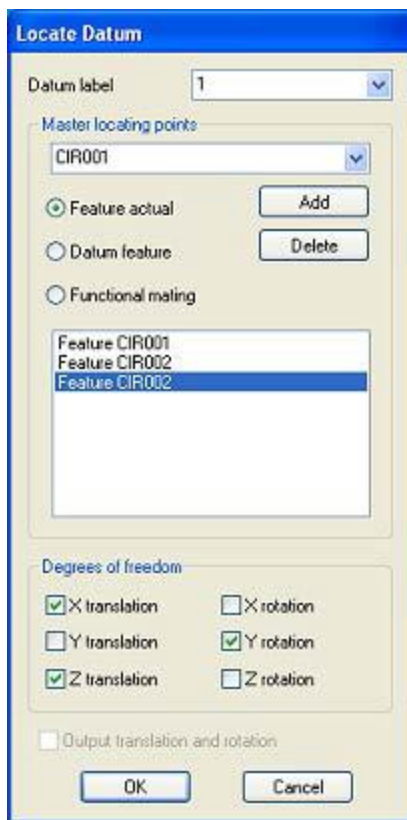 Locate Datum
Datum label 1
Master locating points
CIR001
Feature actual Add
Datum feature Delete
Functional mating
Feature CIR001
Feature CIR002
Feature CIR002
Degrees of freedom
X translation X rotation
Y translation Y rotation
Z translation Z rotation
Output translation and rotation
OK Cancel